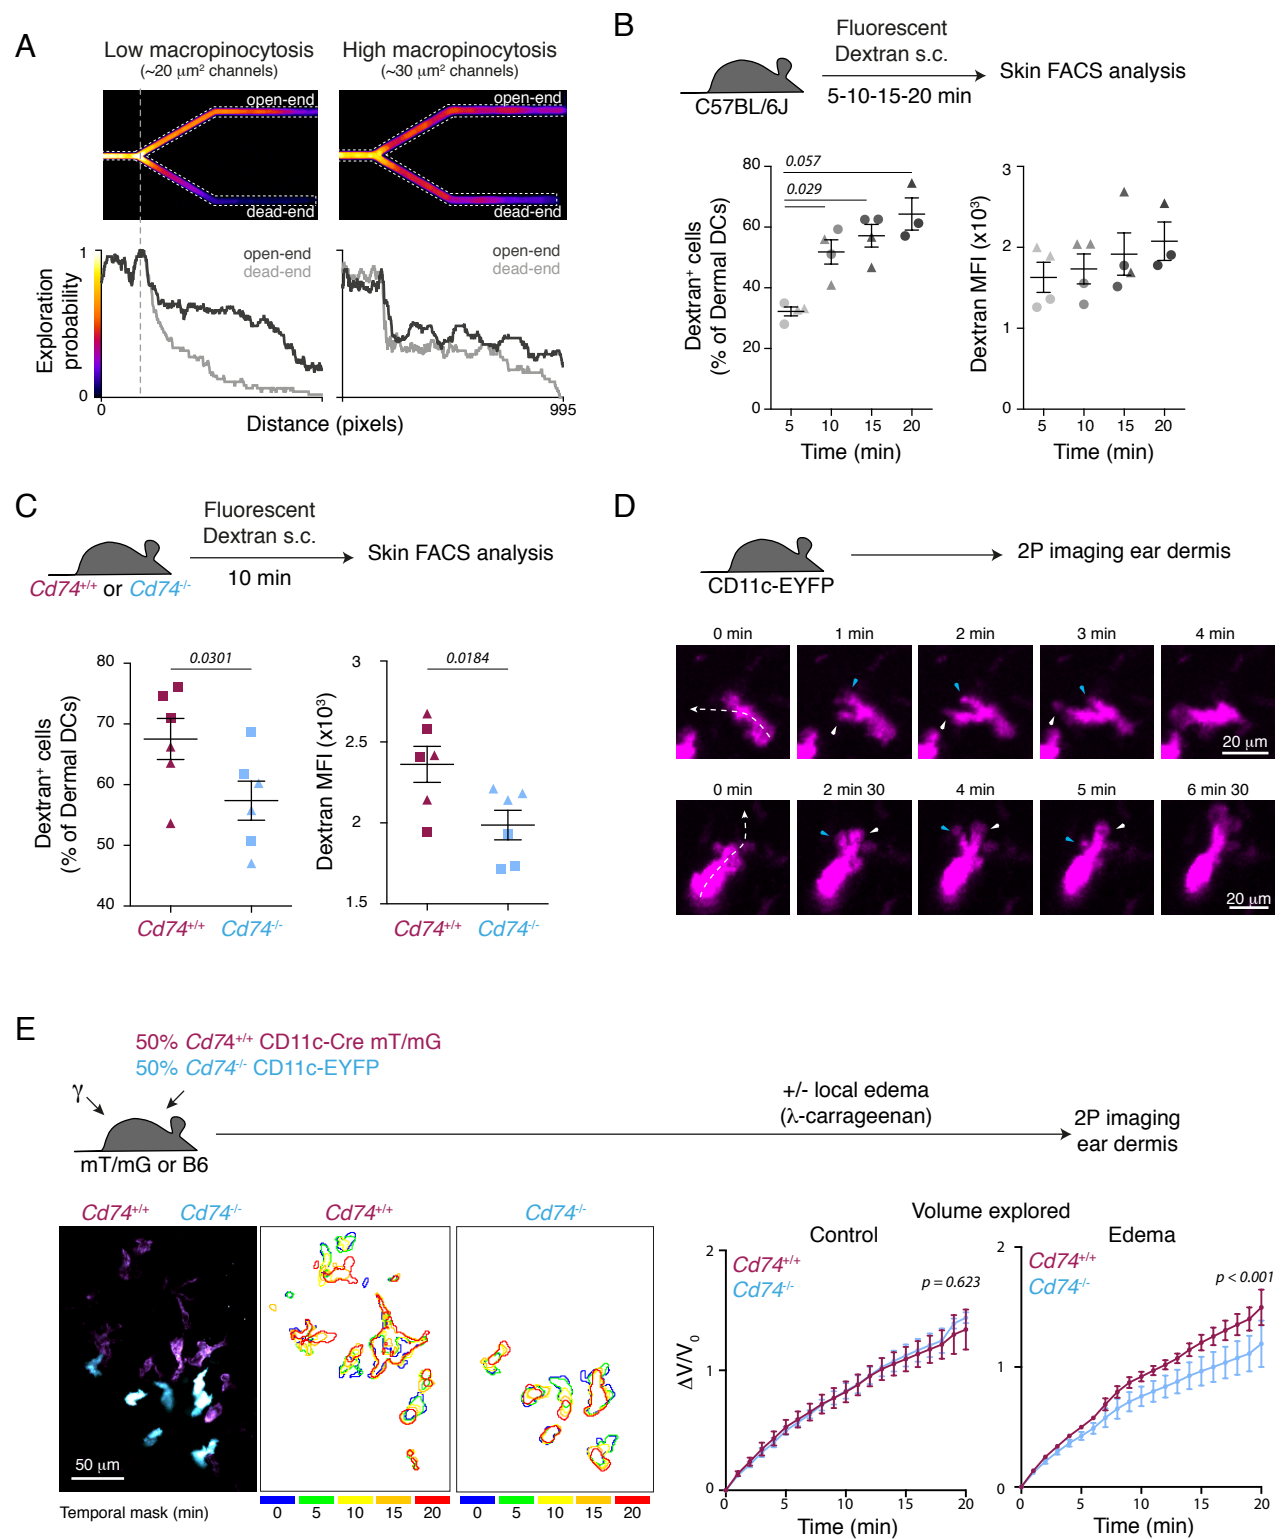 A
Low macropinocytosis
(~20 µm² channels)
High macropinocytosis
(~30 µm² channels)
open-end
dead-end
open-end
dead-end
1
0
Exploration
probability
open-end
dead-end
open-end
dead-end
0
995
Distance (pixels)
B
C57BL/6J
Fluorescent
Dextran s.c.
5-10-15-20 min
Skin FACS analysis
Dextran⁺ cells
(% of Dermal DCs)
80
60
40
20
0
0.057
0.029
5 10 15 20
Time (min)
Dextran MFI (x10³)
3
2
1
0
5 10 15 20
Time (min)
C
Cd74⁺/⁺ or Cd74⁻/⁻
Fluorescent
Dextran s.c.
10 min
Skin FACS analysis
Dextran⁺ cells
(% of Dermal DCs)
80
70
60
50
40
0.0301
Cd74⁺/⁺ Cd74⁻/⁻
Dextran MFI (x10³)
3
2.5
2
1.5
0.0184
Cd74⁺/⁺ Cd74⁻/⁻
D
CD11c-EYFP
2P imaging ear dermis
0 min 1 min 2 min 3 min 4 min
20 µm
0 min 2 min 30 4 min 5 min 6 min 30
20 µm
E
50% Cd74⁺/⁺ CD11c-Cre mT/mG
50% Cd74⁻/⁻ CD11c-EYFP
γ
mT/mG or B6
+/- local edema
(λ-carrageenan)
2P imaging
ear dermis
Cd74⁺/⁺ Cd74⁻/⁻
Cd74⁺/⁺
Cd74⁻/⁻
50 µm
Temporal mask (min)
0 5 10 15 20
0 5 10 15 20
Volume explored
Control
Cd74⁺/⁺
Cd74⁻/⁻
p = 0.623
ΔV/V₀
2
1
0
0 5 10 15 20
Time (min)
Edema
Cd74⁺/⁺
Cd74⁻/⁻
p < 0.001
2
1
0
0 5 10 15 20
Time (min)